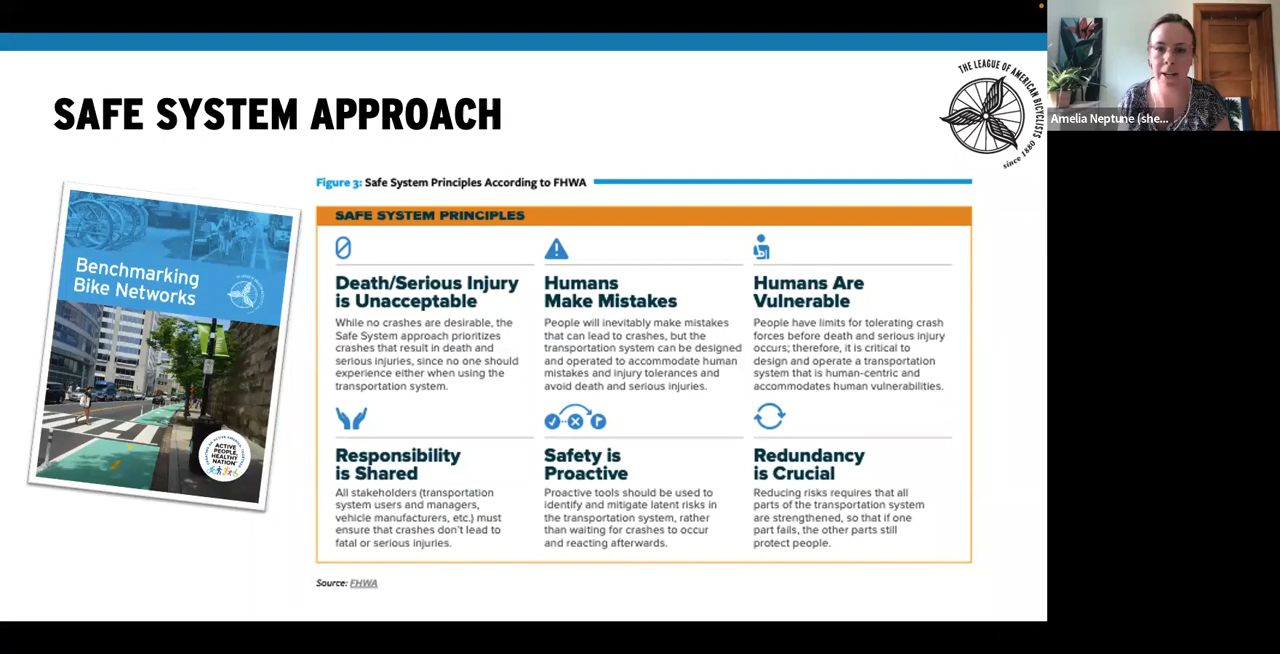 SAFE SYSTEM APPROACH
THE LEAGUE OF AMERICAN BICYCLISTS
since 1880
Amelia Neptune (she...
Benchmarking
Bike Networks
ACTIVE
PEOPLE,
HEALTHY
NATION
Figure 3: Safe System Principles According to FHWA
SAFE SYSTEM PRINCIPLES
Death/Serious Injury
is Unacceptable
While no crashes are desirable, the
Safe System approach prioritizes
crashes that result in death and
serious injuries, since no one should
experience either when using the
transportation system.
Humans
Make Mistakes
People will inevitably make mistakes
that can lead to crashes, but the
transportation system can be designed
and operated to accommodate human
mistakes and injury tolerances and
avoid death and serious injuries.
Humans Are
Vulnerable
People have limits for tolerating crash
forces before death and serious injury
occurs; therefore, it is critical to
design and operate a transportation
system that is human-centric and
accommodates human vulnerabilities.
Responsibility
is Shared
All stakeholders (transportation
system users and managers,
vehicle manufacturers, etc.) must
ensure that crashes don't lead to
fatal or serious injuries.
Safety is
Proactive
Proactive tools should be used to
identify and mitigate latent risks in
the transportation system, rather
than waiting for crashes to occur
and reacting afterwards.
Redundancy
is Crucial
Reducing risks requires that all
parts of the transportation system
are strengthened, so that if one
part fails, the other parts still
protect people.
Source: FHWA